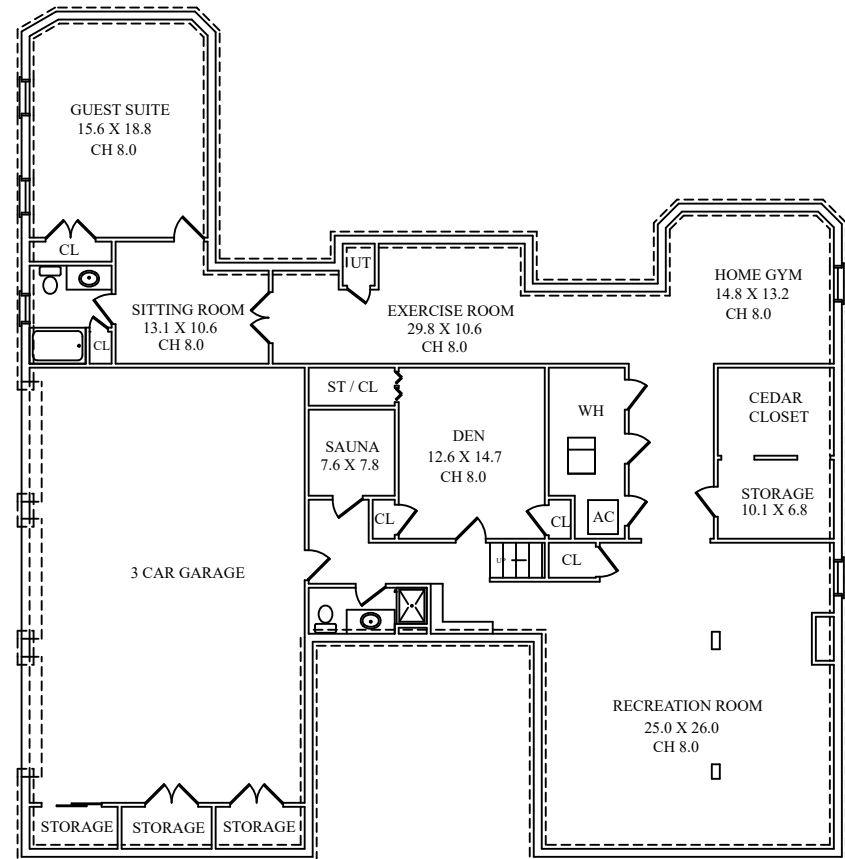 GUEST SUITE
15.6 X 18.8
CH 8.0
CL
UT
HOME GYM
14.8 X 13.2
CH 8.0
SITTING ROOM
13.1 X 10.6
CH 8.0
EXERCISE ROOM
29.8 X 10.6
CH 8.0
CL
ST / CL
WH
CEDAR
CLOSET
SAUNA
7.6 X 7.8
DEN
12.6 X 14.7
CH 8.0
STORAGE
10.1 X 6.8
CL
CL
AC
3 CAR GARAGE
UP
CL
RECREATION ROOM
25.0 X 26.0
CH 8.0
STORAGE
STORAGE
STORAGE